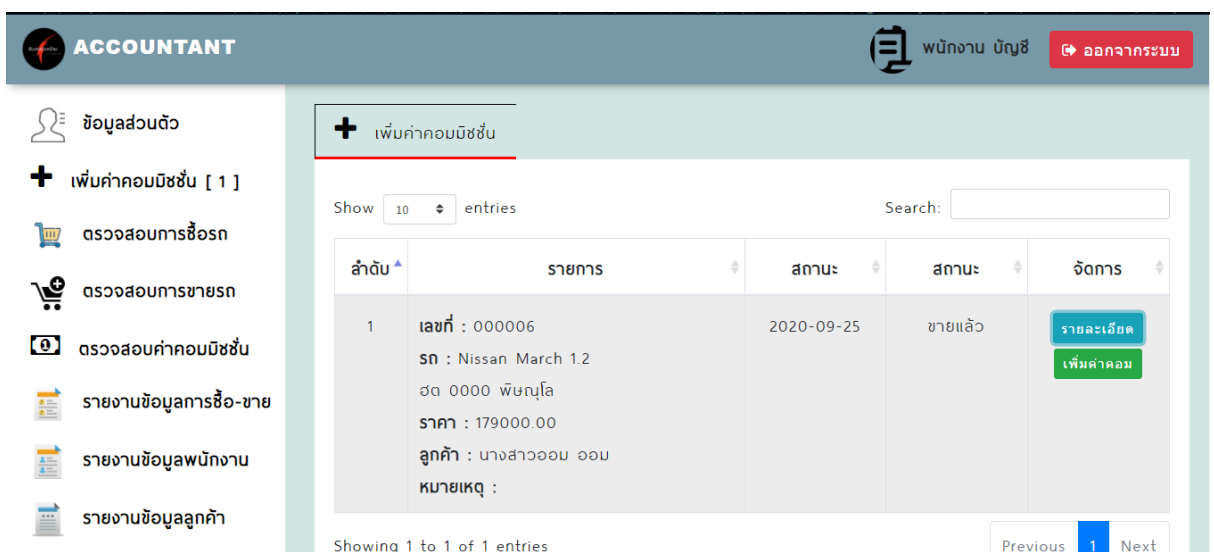 ACCOUNTANT
พนักงาน บัญชี
ออกจากระบบ
ข้อมูลส่วนตัว
เพิ่มค่าคอมมิชชั่น [ 1 ]
ตรวจสอบการซื้อรถ
ตรวจสอบการขายรถ
ตรวจสอบค่าคอมมิชชั่น
รายงานข้อมูลการซื้อ-ขาย
รายงานข้อมูลพนักงาน
รายงานข้อมูลลูกค้า
เพิ่มค่าคอมมิชชั่น
Show 10 entries
Search:
ลำดับ รายการ สถานะ สถานะ จัดการ
1 เลขที่ : 000006 2020-09-25 ขายแล้ว รายละเอียด
รถ : Nissan March 1.2
เพิ่มค่าคอม
ฮต 0000 พิษณุโล
ราคา : 179000.00
ลูกค้า : นางสาวออม ออม
หมายเหตุ :
Showing 1 to 1 of 1 entries
Previous 1 Next